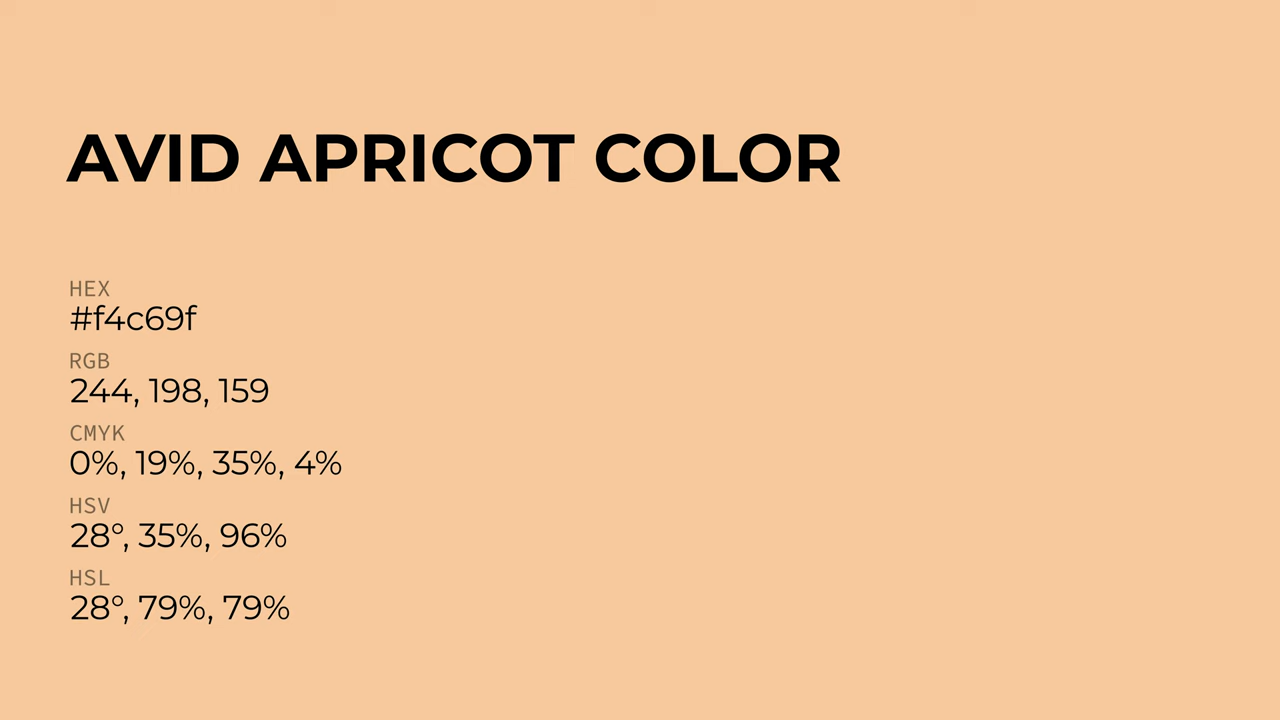 AVID APRICOT COLOR
HEX
#f4c69f
RGB
244, 198, 159
CMYK
0%, 19%, 35%, 4%
HSV
28°, 35%, 96%
HSL
28°, 79%, 79%